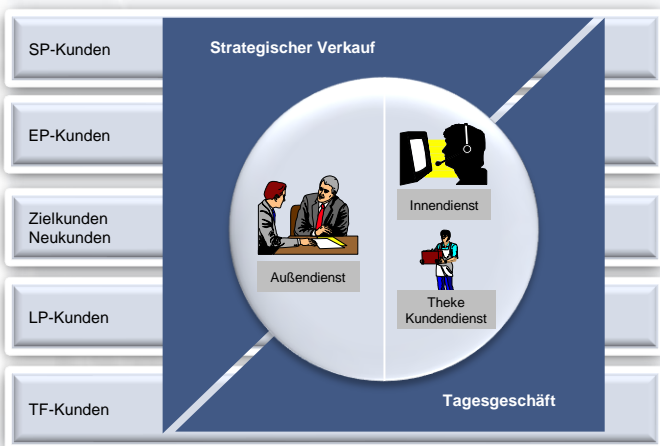 SP-Kunden
Strategischer Verkauf
EP-Kunden
Innendienst
Zielkunden
Neukunden
Außendienst
Theke
Kundendienst
LP-Kunden
Tagesgeschäft
TF-Kunden